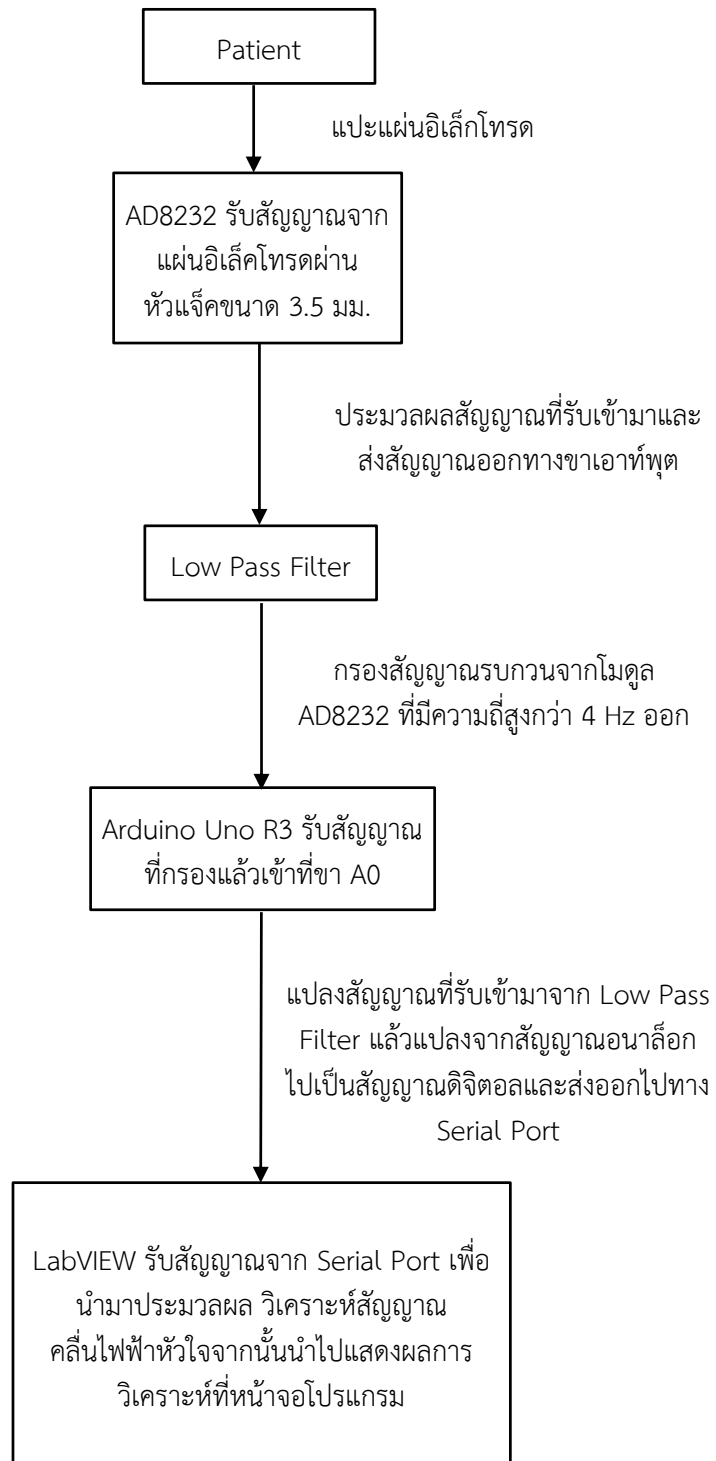 Patient
แปะแผ่นอิเล็กโทรด
AD8232 รับสัญญาณจาก
แผ่นอิเล็คโทรดผ่าน
หัวแจ็คขนาด 3.5 มม.
ประมวลผลสัญญาณที่รับเข้ามาและ
ส่งสัญญาณออกทางขาเอาท์พุต
Low Pass Filter
กรองสัญญาณรบกวนจากโมดูล
AD8232 ที่มีความถี่สูงกว่า 4 Hz ออก
Arduino Uno R3 รับสัญญาณ
ที่กรองแล้วเข้าที่ขา A0
แปลงสัญญาณที่รับเข้ามาจาก Low Pass
Filter แล้วแปลงจากสัญญาณอนาล็อก
ไปเป็นสัญญาณดิจิตอลและส่งออกไปทาง
Serial Port
LabVIEW รับสัญญาณจาก Serial Port เพื่อ
นำมาประมวลผล วิเคราะห์สัญญาณ
คลื่นไฟฟ้าหัวใจจากนั้นนำไปแสดงผลการ
วิเคราะห์ที่หน้าจอโปรแกรม